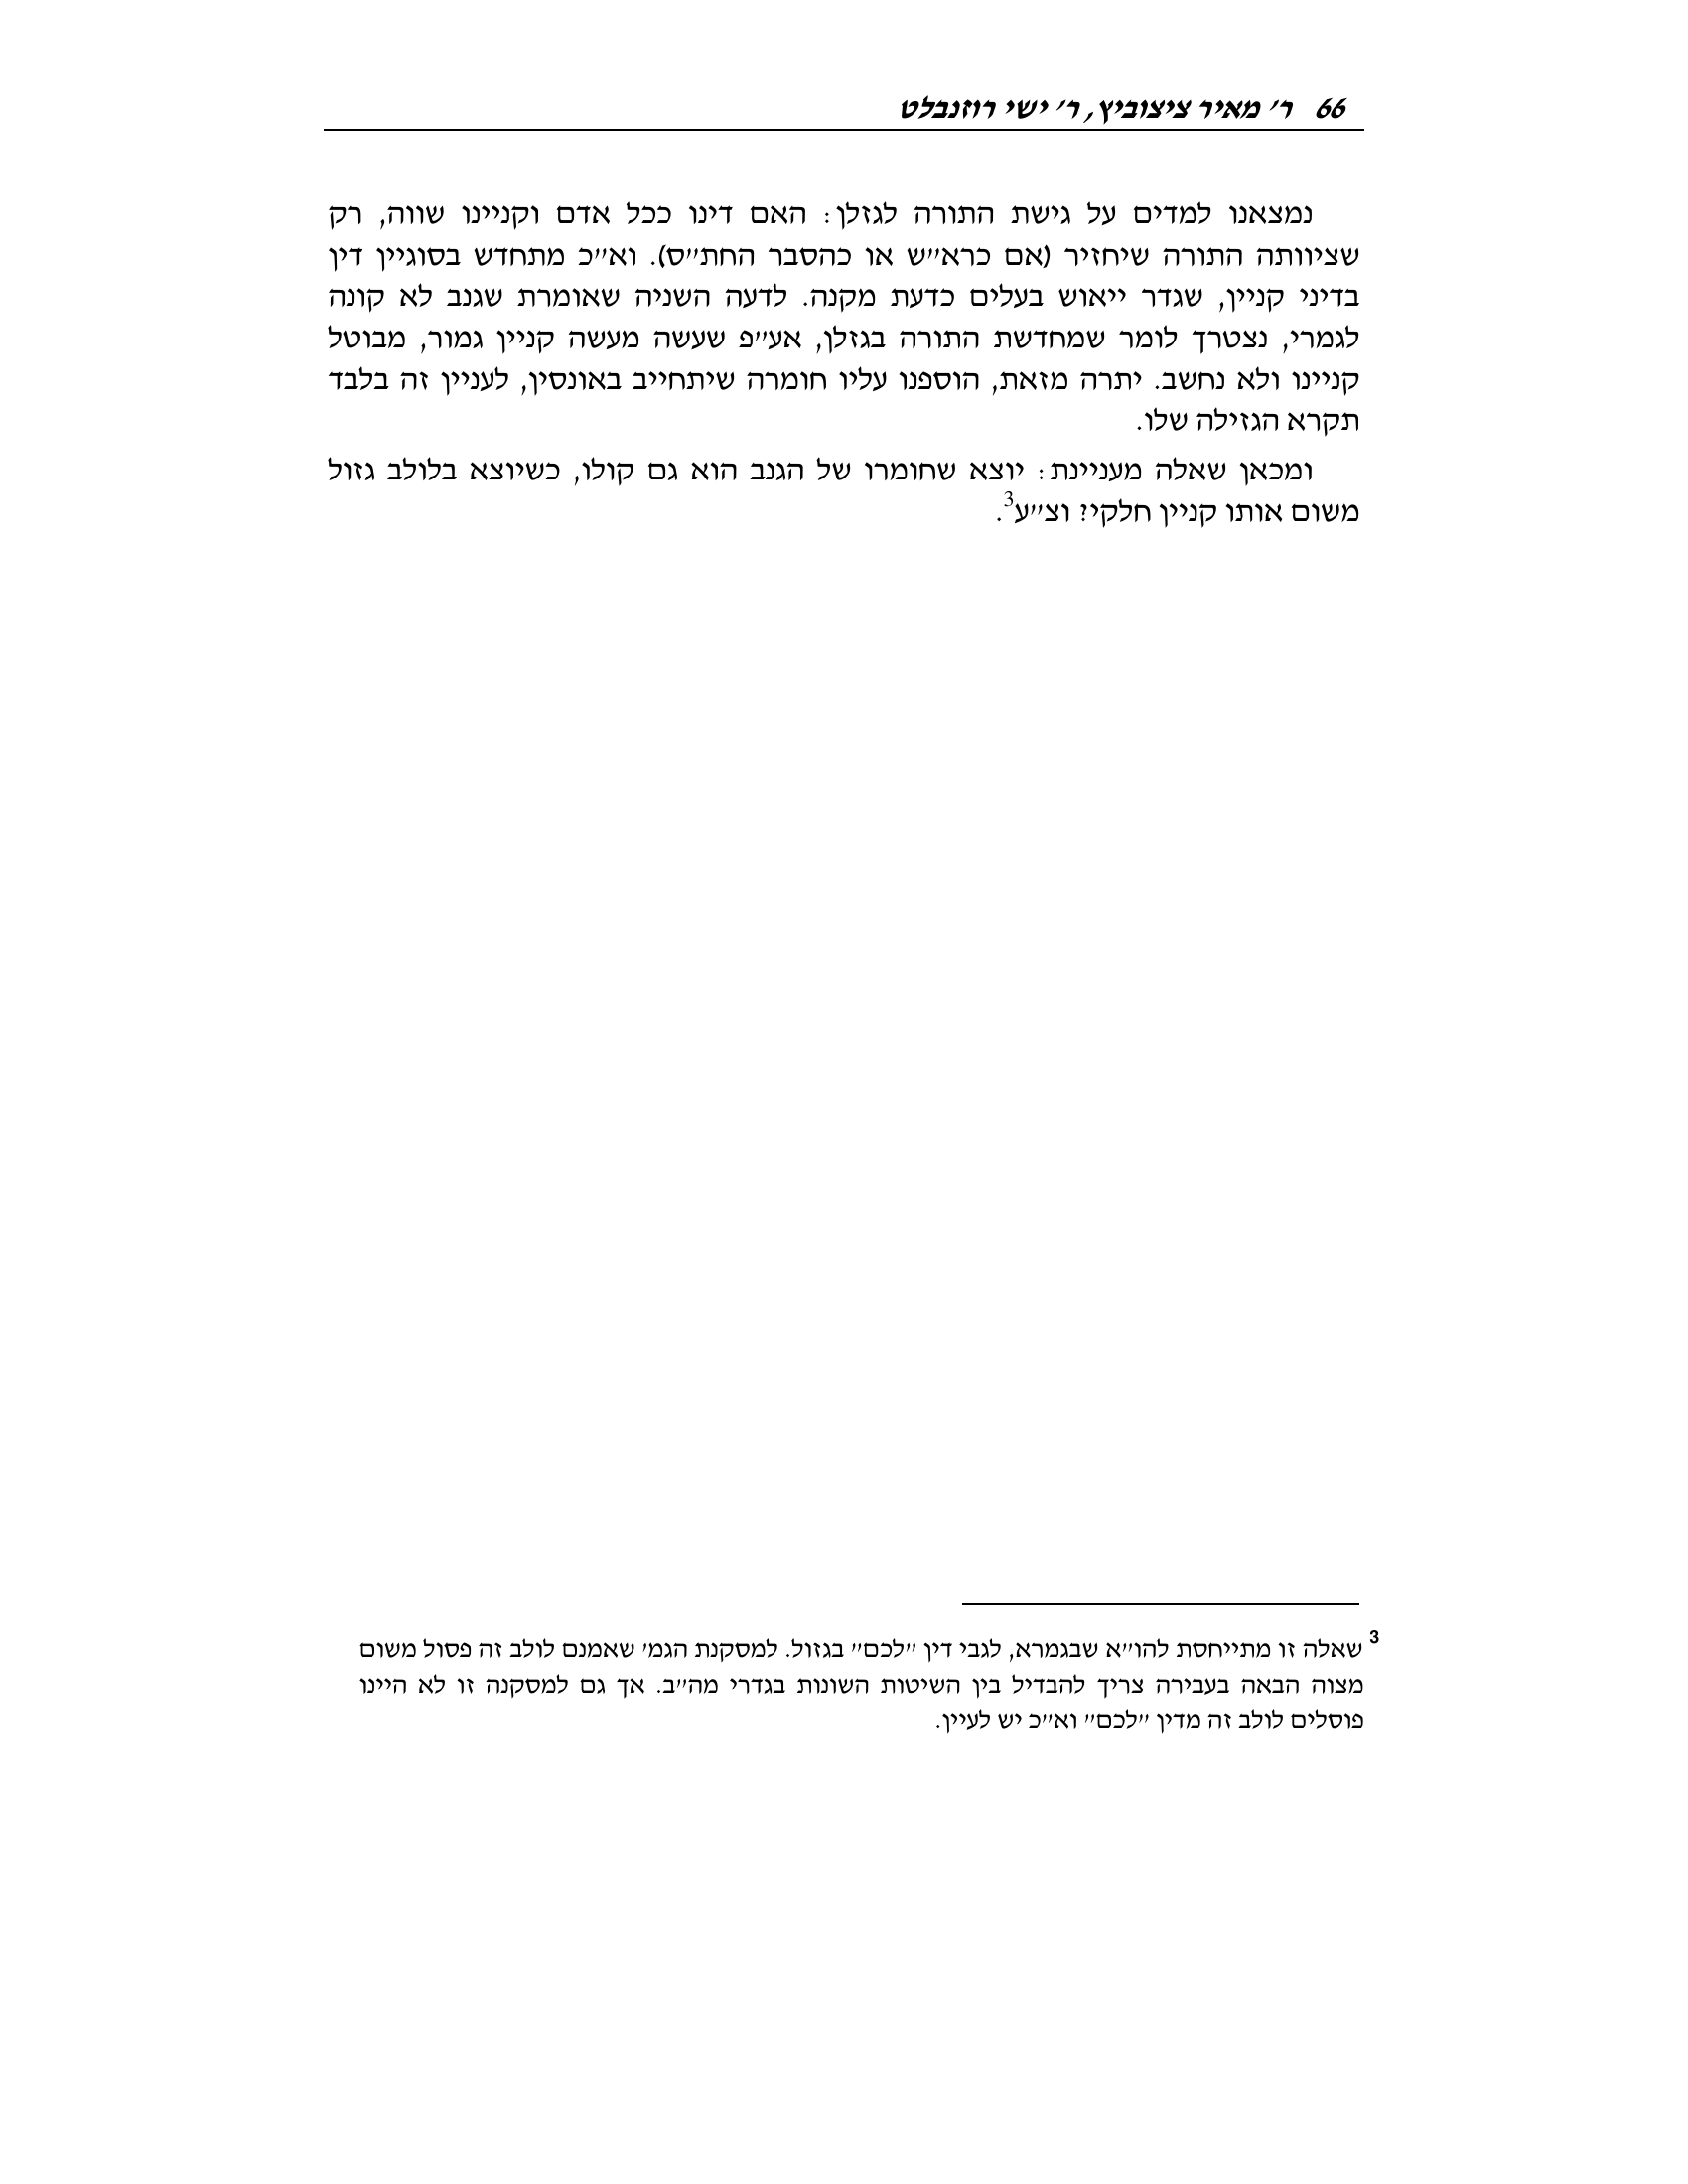 66 ר' מאיר ציצוביץ, ר' ישי רוזנבלט
נמצאנו למדים על גישת התורה לגזלן: האם דינו ככל אדם וקניינו שווה, רק
שציוותה התורה שיחזיר (אם כרא"ש או כהסבר החת"ס). וא"כ מתחדש בסוגיין דין
בדיני קניין, שגדר ייאוש בעלים כדעת מקנה. לדעה השניה שאומרת שגנב לא קונה
לגמרי, נצטרך לומר שמחדשת התורה בגזלן, אע"פ שעשה מעשה קניין גמור, מבוטל
קניינו ולא נחשב. יתרה מזאת, הוספנו עליו חומרה שיתחייב באונסין, לעניין זה בלבד
תקרא הגזילה שלו.
ומכאן שאלה מעניינת: יוצא שחומרו של הגנב הוא גם קולו, כשיוצא בלולב גזול
משום אותו קניין חלקי? וצ"ע3.
3 שאלה זו מתייחסת להו"א שבגמרא, לגבי דין "לכם" בגזול. למסקנת הגמ' שאמנם לולב זה פסול משום
מצוה הבאה בעבירה צריך להבדיל בין השיטות השונות בגדרי מה"ב. אך גם למסקנה זו לא היינו
פוסלים לולב זה מדין "לכם" וא"כ יש לעיין.